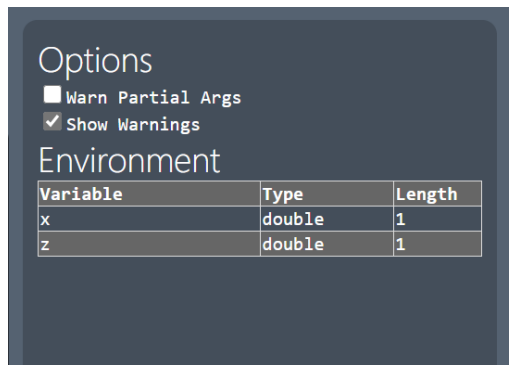 Options
Warn Partial Args
Show Warnings
Environment
Variable Type Length
x double 1
z double 1